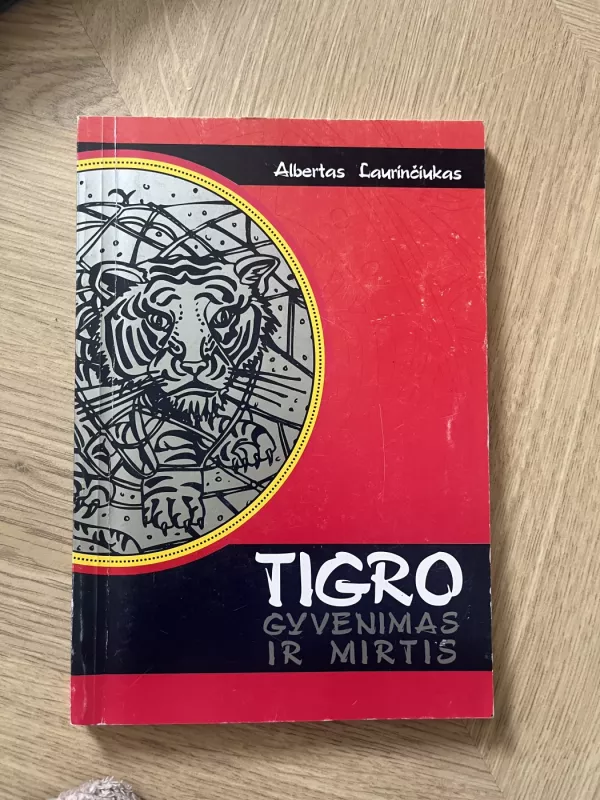 Albertas Laurinčiukas
TIGRO
GYVENIMAS
IR MIRTIS